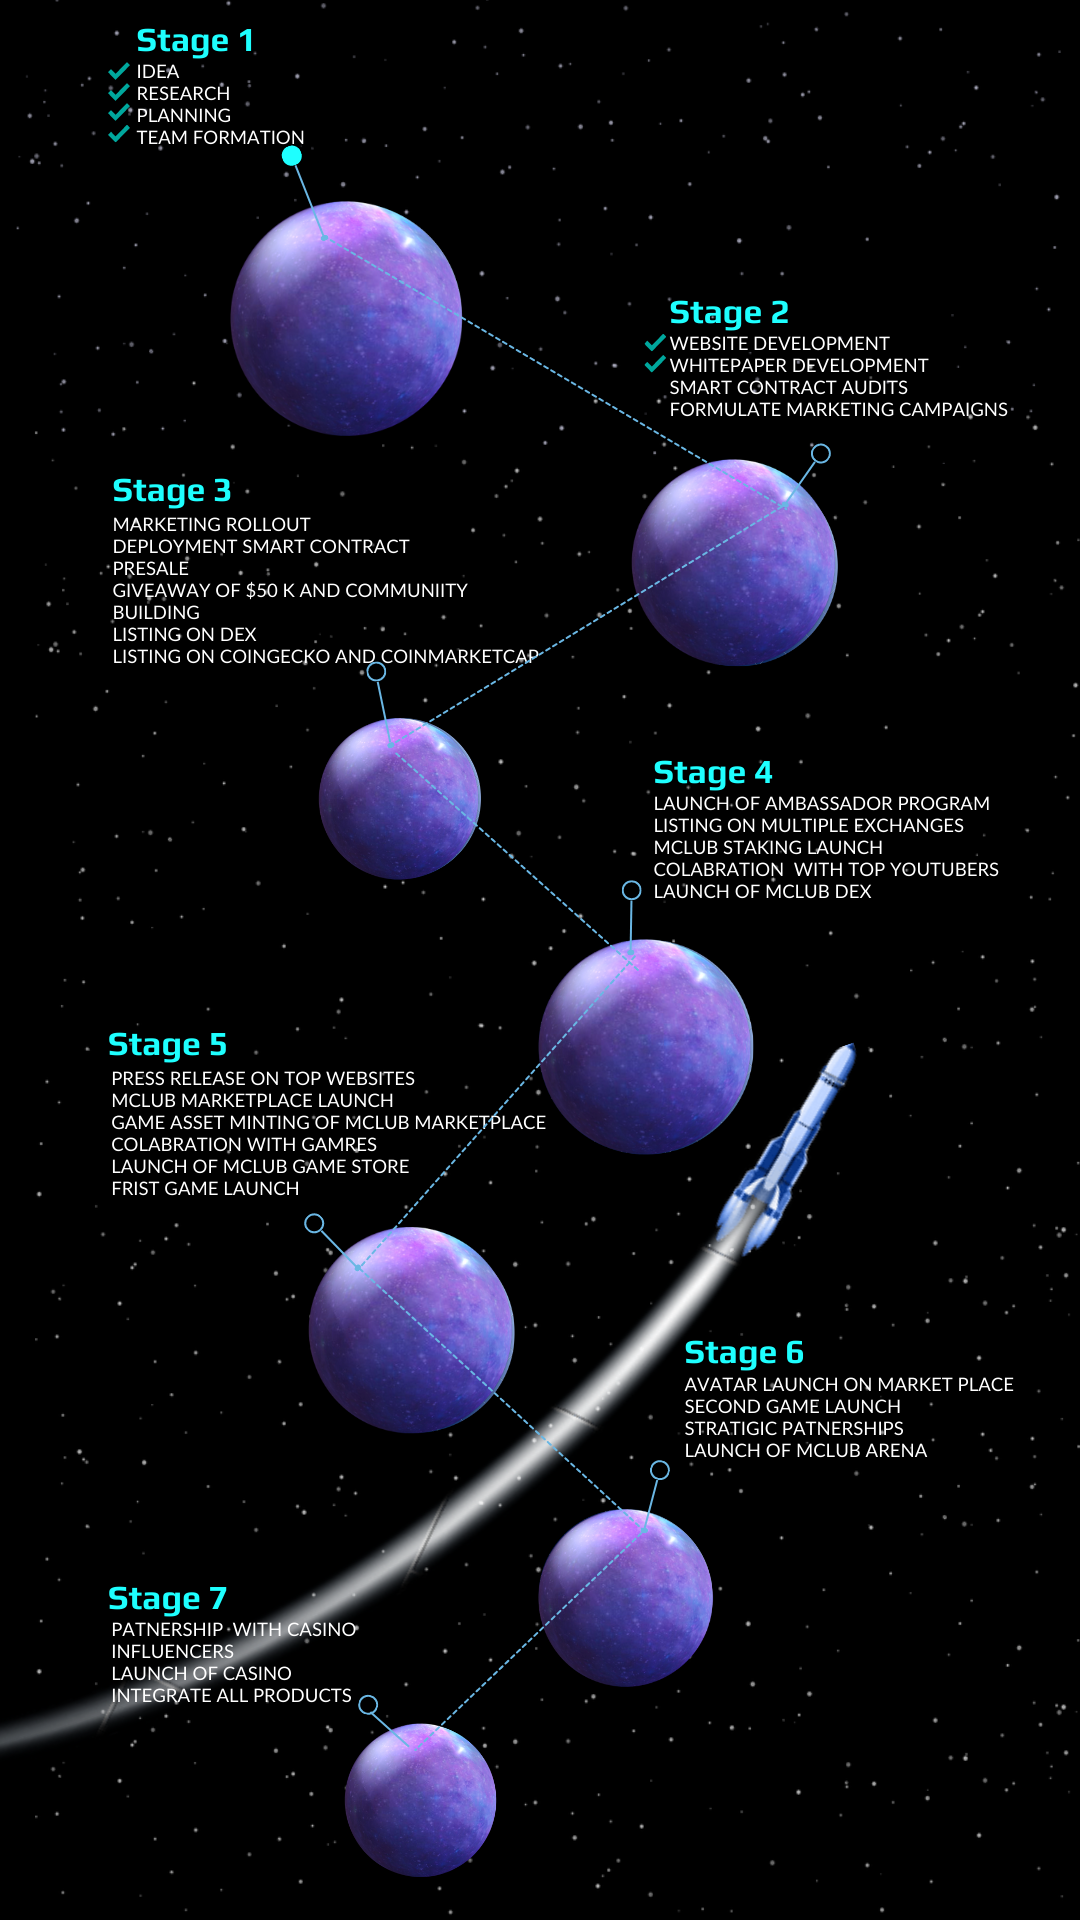 Stage 1
IDEA
RESEARCH
PLANNING
TEAM FORMATION
Stage 2
WEBSITE DEVELOPMENT
WHITEPAPER DEVELOPMENT
SMART CONTRACT AUDITS
FORMULATE MARKETING CAMPAIGNS
Stage 3
MARKETING ROLLOUT
DEPLOYMENT SMART CONTRACT
PRESALE
GIVEAWAY OF $50 K AND COMMUNIITY
BUILDING
LISTING ON DEX
LISTING ON COINGECKO AND COINMARKETCAP
Stage 4
LAUNCH OF AMBASSADOR PROGRAM
LISTING ON MULTIPLE EXCHANGES
MCLUB STAKING LAUNCH
COLABRATION WITH TOP YOUTUBERS
LAUNCH OF MCLUB DEX
Stage 5
PRESS RELEASE ON TOP WEBSITES
MCLUB MARKETPLACE LAUNCH
GAME ASSET MINTING OF MCLUB MARKETPLACE
COLABRATION WITH GAMRES
LAUNCH OF MCLUB GAME STORE
FRIST GAME LAUNCH
Stage 6
AVATAR LAUNCH ON MARKET PLACE
SECOND GAME LAUNCH
STRATIGIC PATNERSHIPS
LAUNCH OF MCLUB ARENA
Stage 7
PATNERSHIP WITH CASINO
INFLUENCERS
LAUNCH OF CASINO
INTEGRATE ALL PRODUCTS